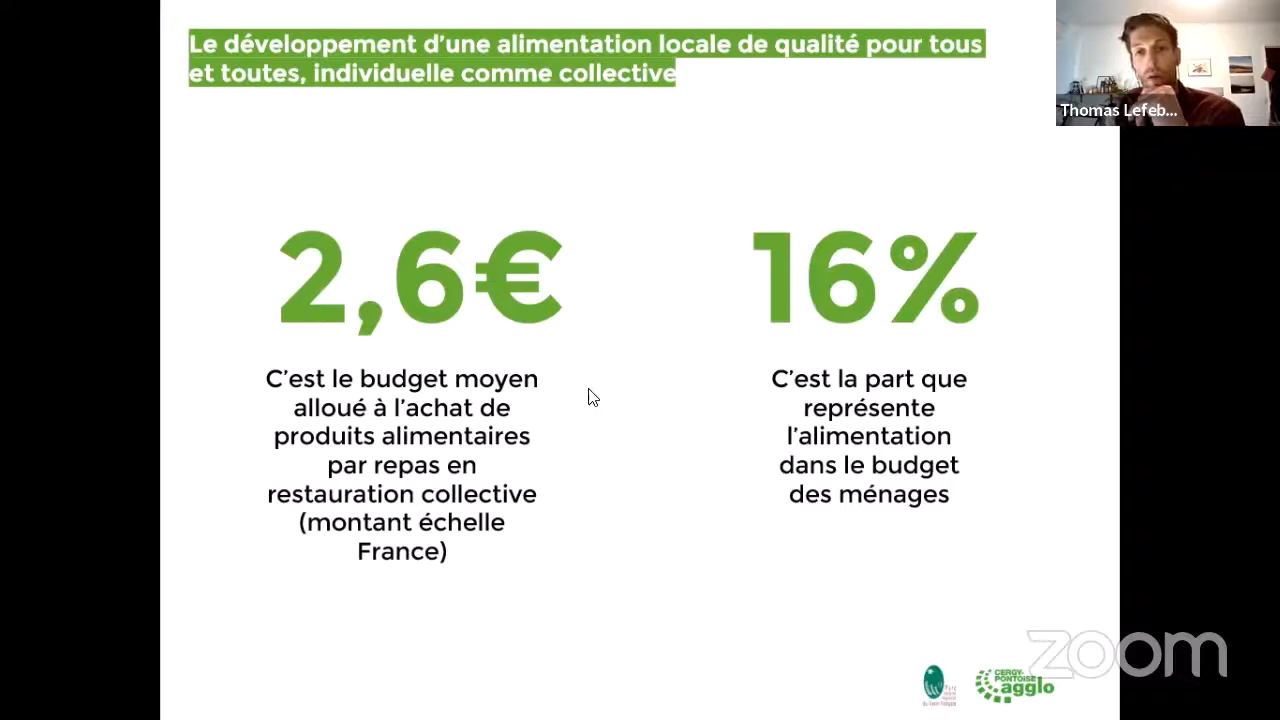 Le développement d’une alimentation locale de qualité pour tous
et toutes, individuelle comme collective
Thomas Lefeb...
2,6€
C’est le budget moyen
alloué à l’achat de
produits alimentaires
par repas en
restauration collective
(montant échelle
France)
16%
C’est la part que
représente
l’alimentation
dans le budget
des ménages
zoom
Parc
CERGY-
PONTOISE
agglo